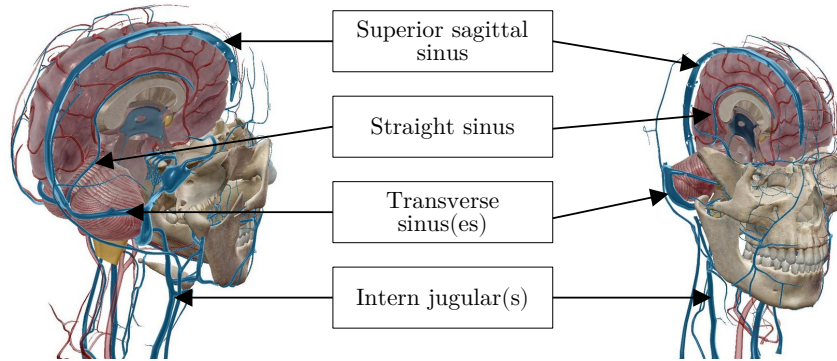 Superior sagittal
sinus
Straight sinus
Transverse
sinus(es)
Intern jugular(s)